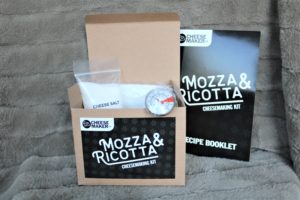 CHEESE
MAKER
MOZZA &
RICOTTA
CHEESEMAKING KIT
RECIPE BOOKLET
CHEESE SALT
CHEESE
MAKER
MOZZA &
RICOTTA
CHEESEMAKING KIT